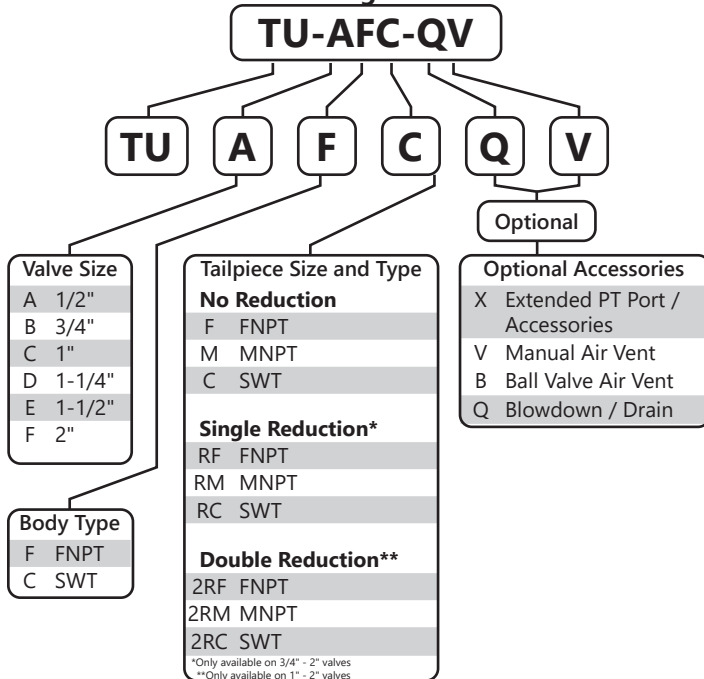 TU-AFC-QV
TU
A
F
C
Q
V
Optional
Valve Size
A 1/2"
B 3/4"
C 1"
D 1-1/4"
E 1-1/2"
F 2"
Body Type
F FNPT
C SWT
Tailpiece Size and Type
No Reduction
F FNPT
M MNPT
C SWT
Single Reduction*
RF FNPT
RM MNPT
RC SWT
Double Reduction**
2RF FNPT
2RM MNPT
2RC SWT
*Only available on 3/4" - 2" valves
**Only available on 1" - 2" valves
Optional Accessories
X Extended PT Port /
Accessories
V Manual Air Vent
B Ball Valve Air Vent
Q Blowdown / Drain